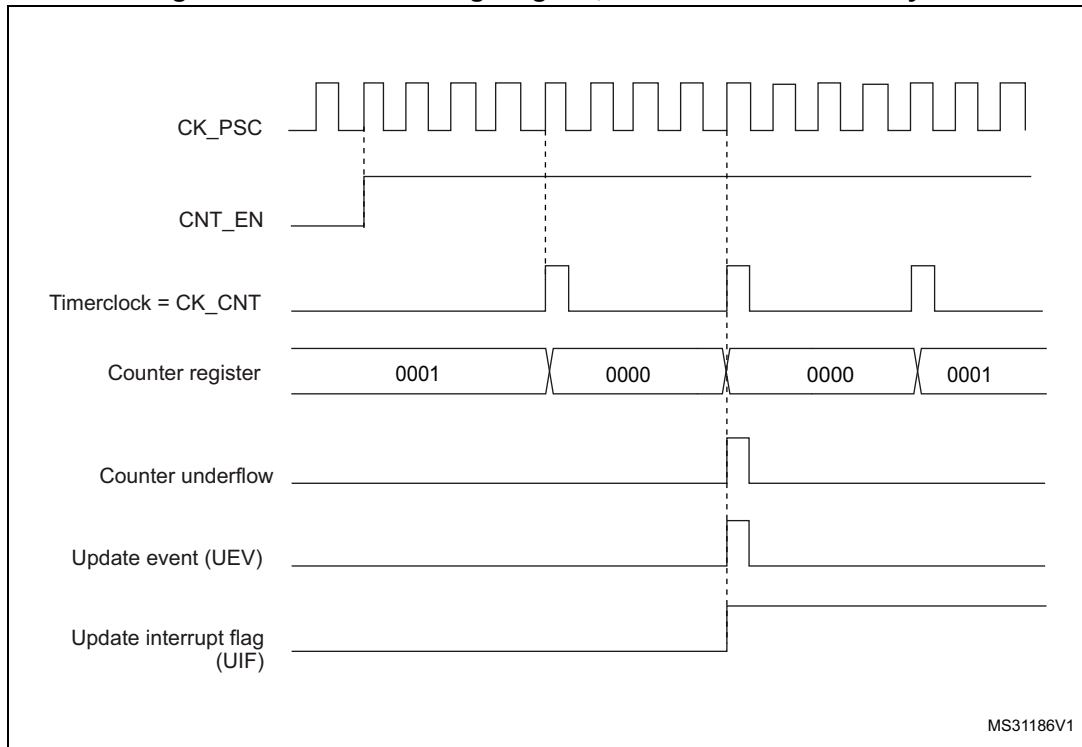 CK_PSC
CNT_EN
Timerclock = CK_CNT
Counter register
0001 0000 0000 0001
Counter underflow
Update event (UEV)
Update interrupt flag
(UIF)
MS31186V1